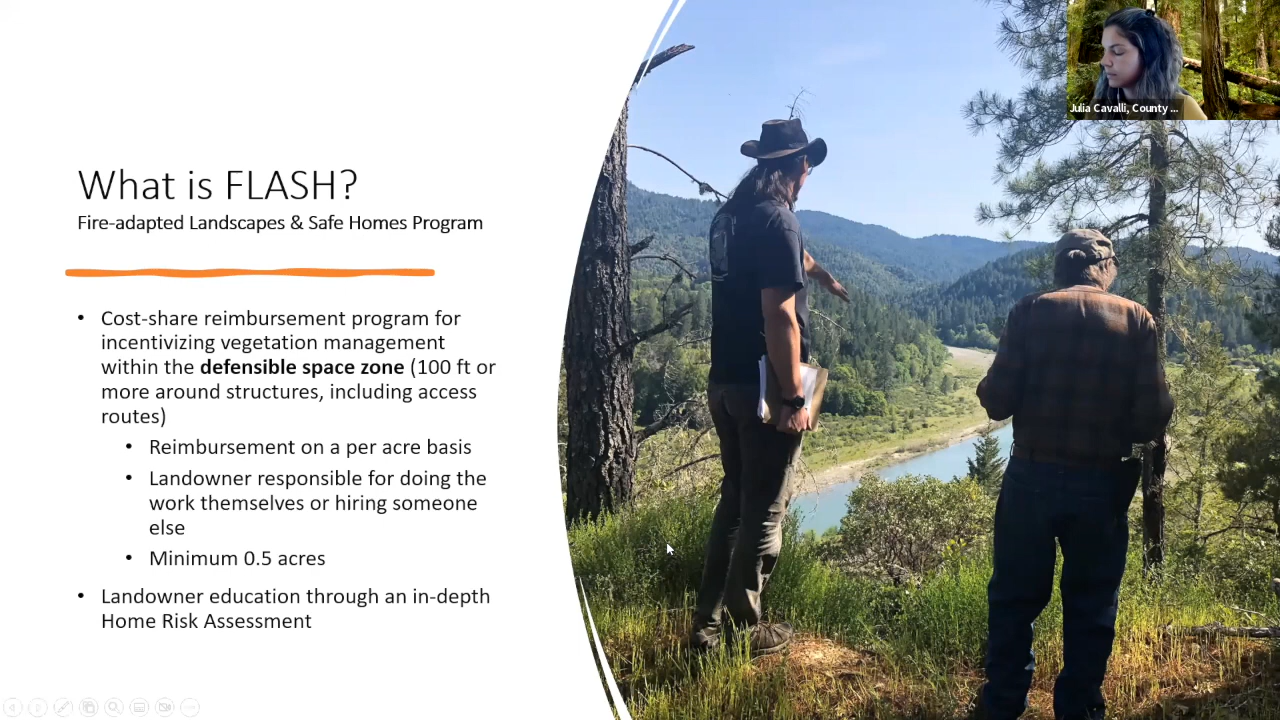 What is FLASH?
Fire-adapted Landscapes & Safe Homes Program
• Cost-share reimbursement program for
incentivizing vegetation management
within the defensible space zone (100 ft or
more around structures, including access
routes)
• Reimbursement on a per acre basis
• Landowner responsible for doing the
work themselves or hiring someone
else
• Minimum 0.5 acres
• Landowner education through an in-depth
Home Risk Assessment
Julia Cavalli, County ...